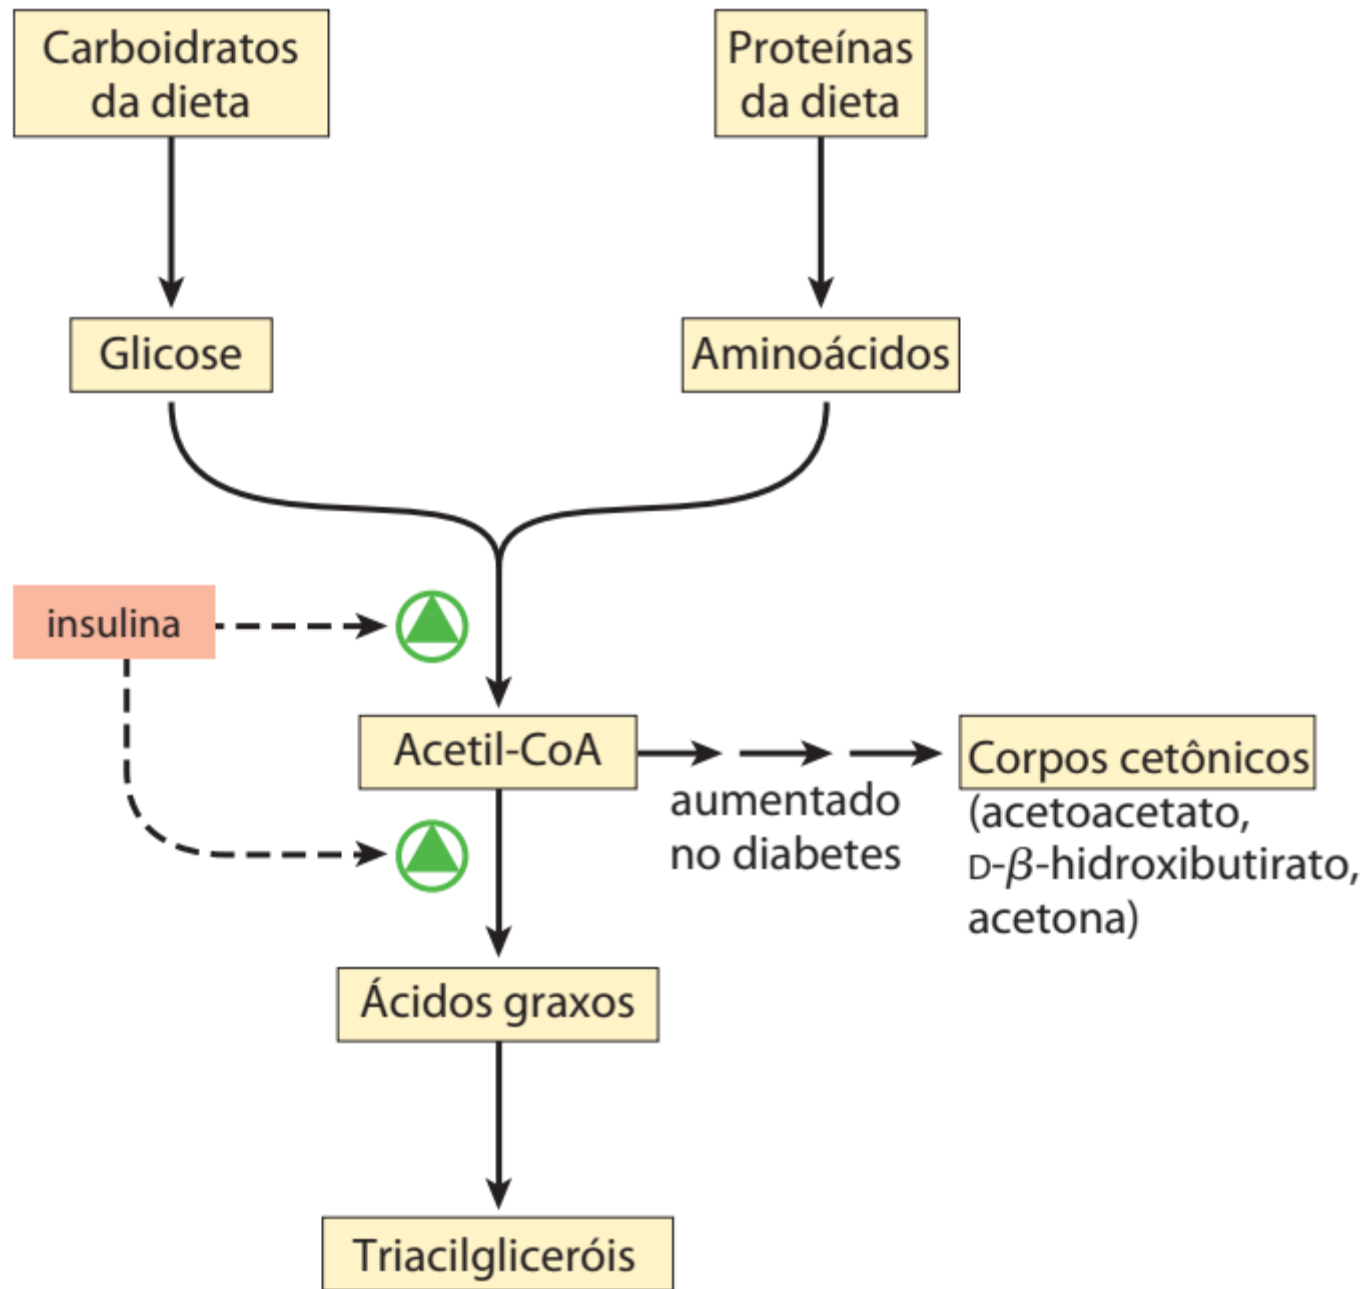 Carboidratos
da dieta
Proteínas
da dieta
Glicose
Aminoácidos
insulina
Acetil-CoA
aumentado
no diabetes
Corpos cetônicos
(acetoacetato,
D-β-hidroxibutirato,
acetona)
Ácidos graxos
Triacilgliceróis